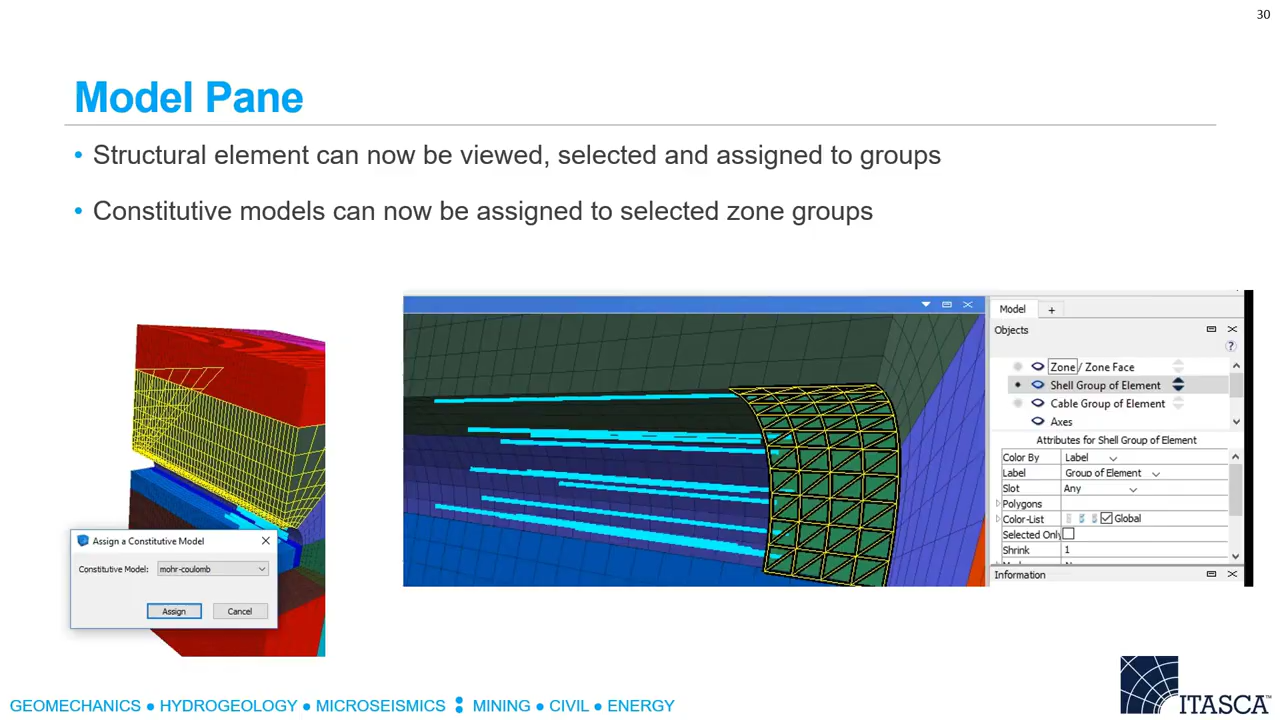 30
Model Pane
• Structural element can now be viewed, selected and assigned to groups
• Constitutive models can now be assigned to selected zone groups
Assign a Constitutive Model
Constitutive Model: mohr-coulomb
Assign Cancel
Model +
Objects
?
Zone / Zone Face
Shell Group of Element
Cable Group of Element
Axes
Attributes for Shell Group of Element
Color By Label
Label Group of Element
Slot Any
Polygons
Color-List Global
Selected Only
Shrink 1
Information
GEOMECHANICS ● HYDROGEOLOGY ● MICROSEISMICS MINING ● CIVIL ● ENERGY
ITASCA™